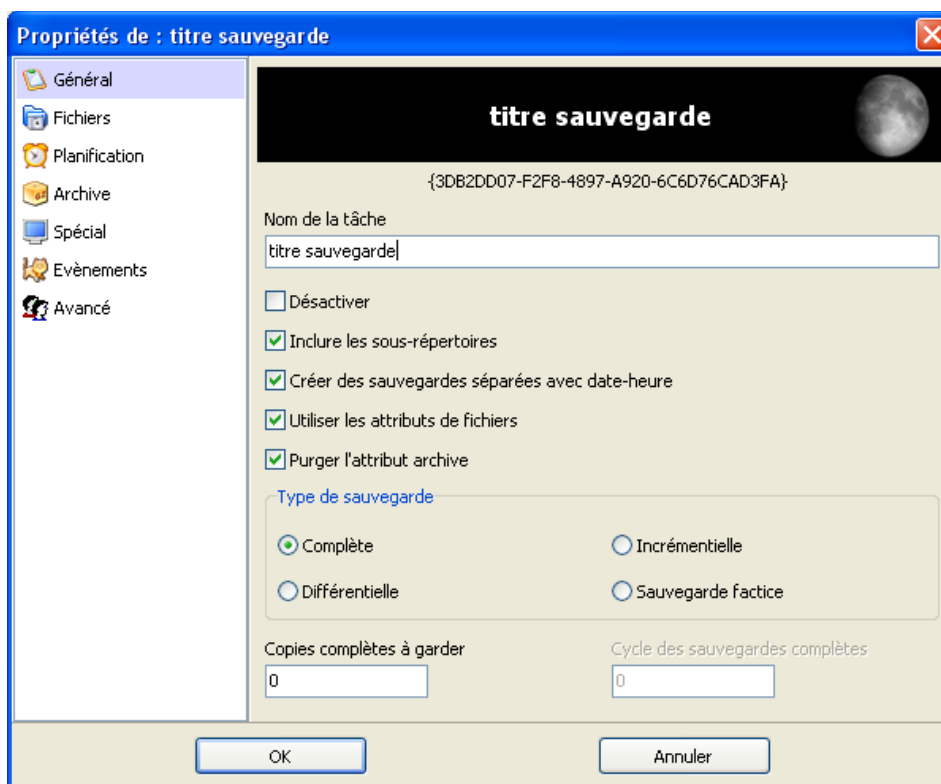 Propriétés de : titre sauvegarde
Général
Fichiers
Planification
Archive
Spécial
Evènements
Avancé
titre sauvegarde
{3DB2DD07-F2F8-4897-A920-6C6D76CAD3FA}
Nom de la tâche
titre sauvegarde
Désactiver
Inclure les sous-répertoires
Créer des sauvegardes séparées avec date-heure
Utiliser les attributs de fichiers
Purger l'attribut archive
Type de sauvegarde
Complète Incrémentielle
Différentielle Sauvegarde factice
Copies complètes à garder Cycle des sauvegardes complètes
0 0
OK Annuler